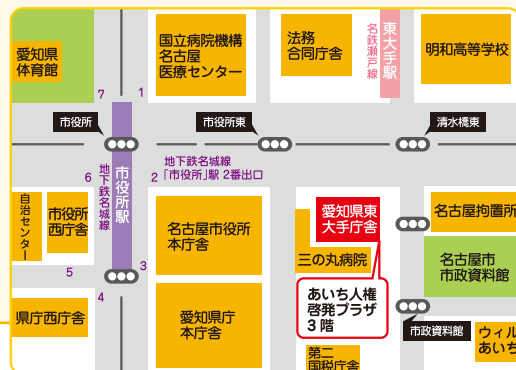 愛知県
体育館
国立病院機構
名古屋
医療センター
法務
合同庁舎
名鉄瀬戸線
東大手駅
明和高等学校
7
1
市役所
市役所東
清水橋東
地下鉄名城線
「市役所」駅 2番出口
6
2
地下鉄名城線
市役所駅
自治センター
市役所
西庁舎
名古屋市役所
本庁舎
愛知県東
大手庁舎
三の丸病院
名古屋拘置所
名古屋市
市政資料館
5
3
4
県庁西庁舎
愛知県庁
本庁舎
あいち人権
啓発プラザ
3階
市政資料館
ウィル
あいち
第二
国税庁舎